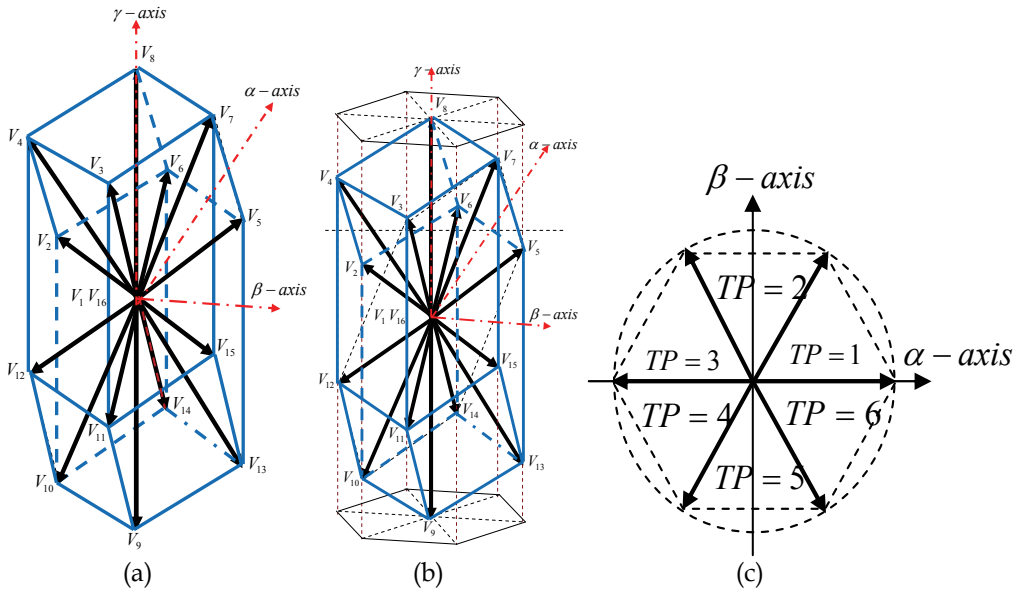 γ – axis
V8
α – axis
V7
V4
V3
V6
V2
V5
V1 V16
β – axis
V12
V15
V14
V11
V10
V13
V9
(a)
γ – axis
V8
α – axis
V7
V4
V6
V3
V5
V2
V1 V16
β – axis
V12
V15
V14
V11
V10
V13
V9
(b)
β – axis
TP = 2
TP = 3
TP = 1
α – axis
TP = 4
TP = 6
TP = 5
(c)